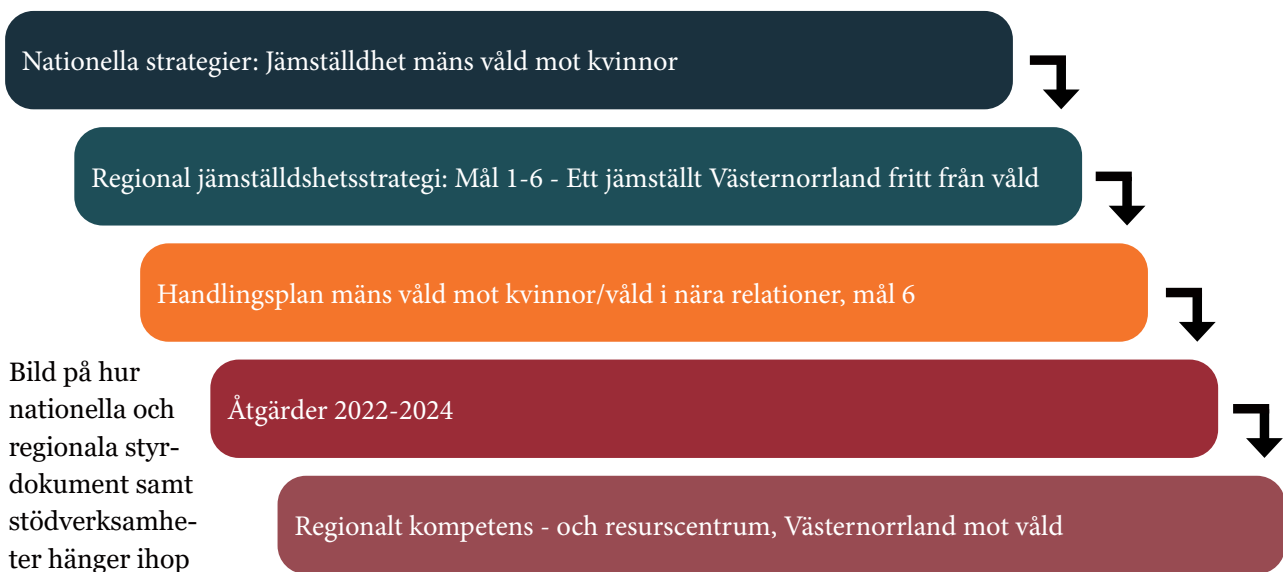 Nationella strategier: Jämställdhet mäns våld mot kvinnor
Regional jämställdshetsstrategi: Mål 1-6 - Ett jämställt Västernorrland fritt från våld
Handlingsplan mäns våld mot kvinnor/våld i nära relationer, mål 6
Åtgärder 2022-2024
Regionalt kompetens - och resurscentrum, Västernorrland mot våld
Bild på hur
nationella och
regionala styr-
dokument samt
stödverksamhe-
ter hänger ihop